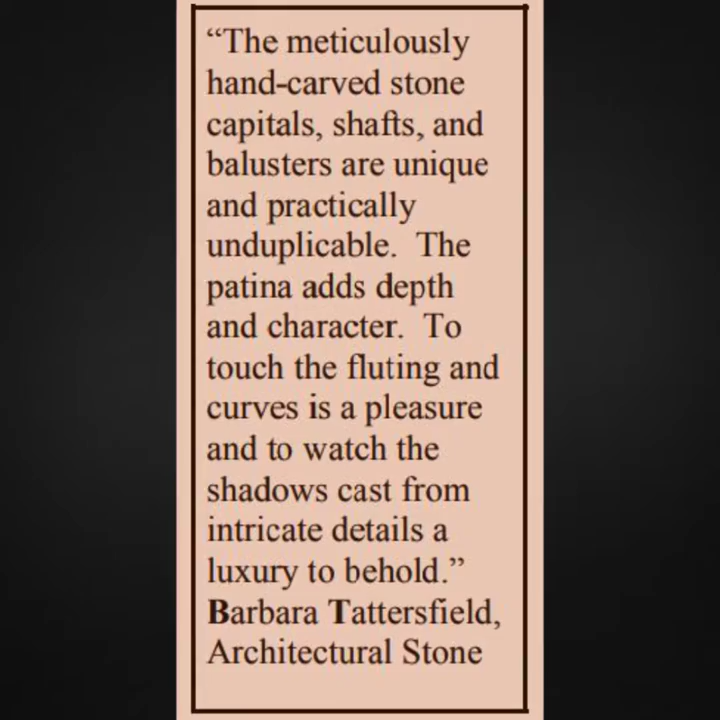 “The meticulously
hand-carved stone
capitals, shafts, and
balusters are unique
and practically
unduplicable.  The
patina adds depth
and character.  To
touch the fluting and
curves is a pleasure
and to watch the
shadows cast from
intricate details a
luxury to behold.”
Barbara Tattersfield,
Architectural Stone